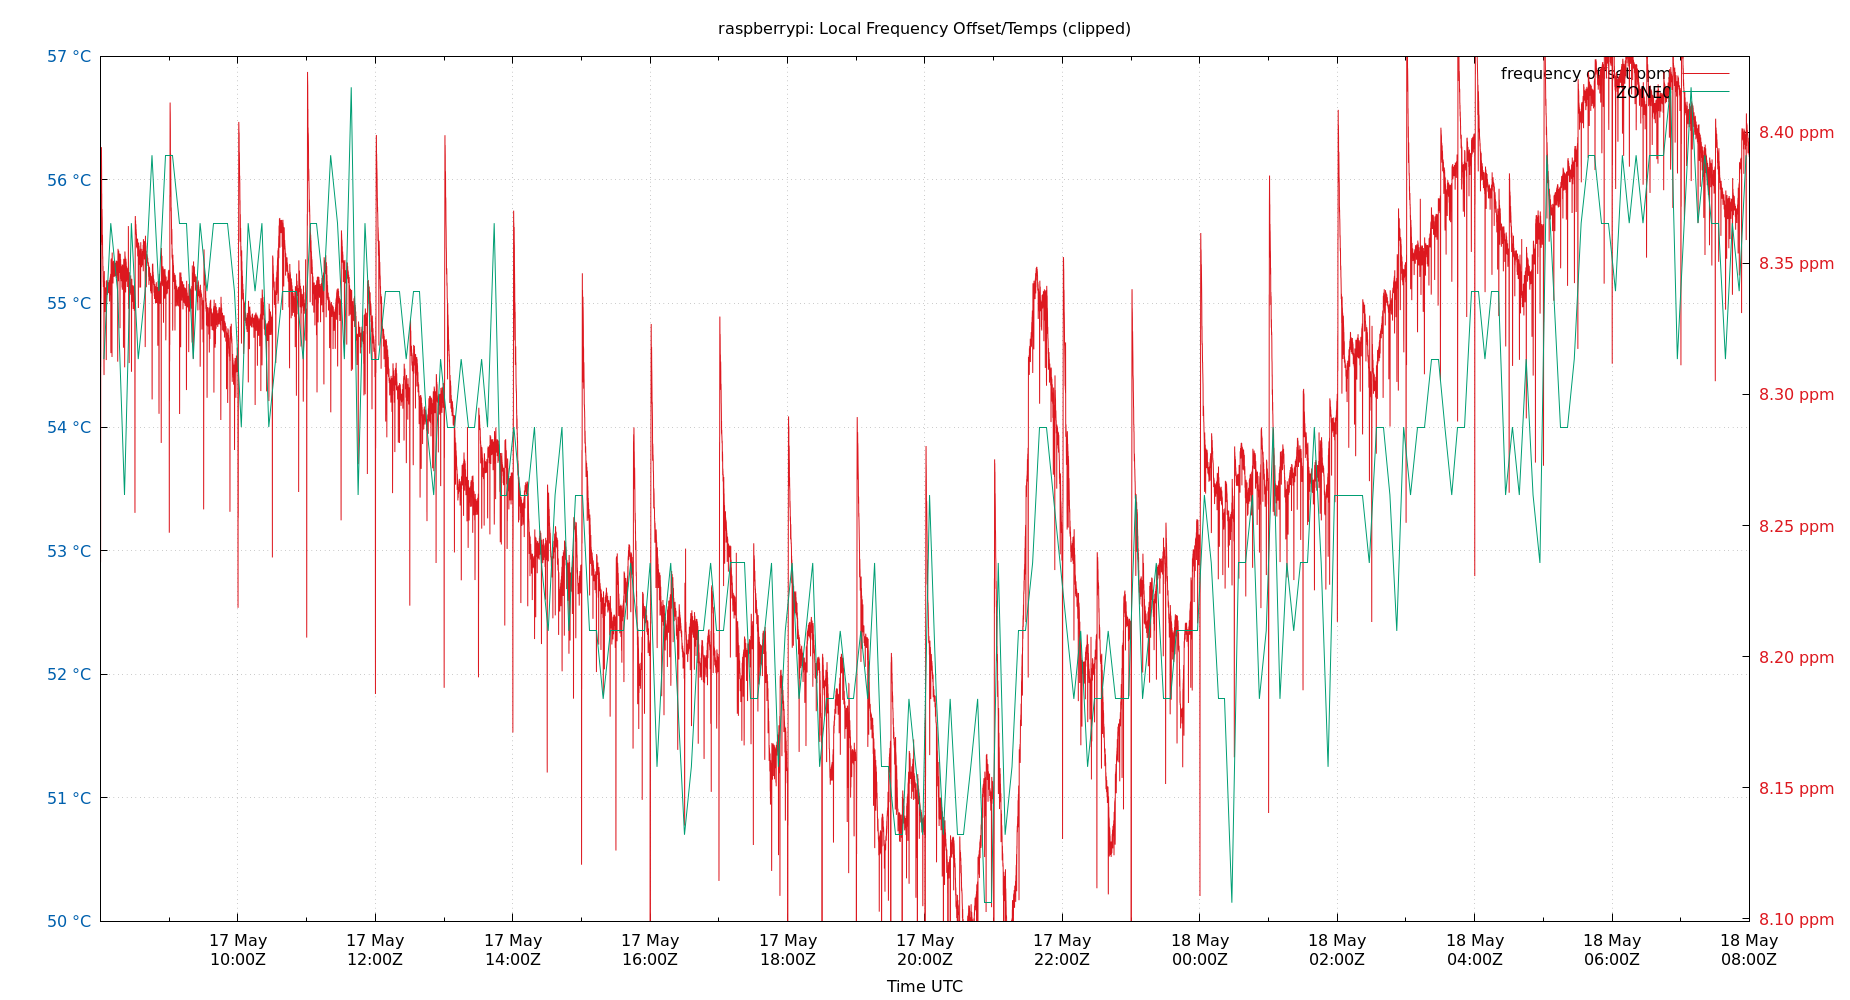 raspberrypi: Local Frequency Offset/Temps (clipped)
57 °C
56 °C
55 °C
54 °C
53 °C
52 °C
51 °C
50 °C
frequency offset ppm
ZONE0
8.40 ppm
8.35 ppm
8.30 ppm
8.25 ppm
8.20 ppm
8.15 ppm
8.10 ppm
17 May
10:00Z
17 May
12:00Z
17 May
14:00Z
17 May
16:00Z
17 May
18:00Z
17 May
20:00Z
17 May
22:00Z
18 May
00:00Z
18 May
02:00Z
18 May
04:00Z
18 May
06:00Z
18 May
08:00Z
Time UTC